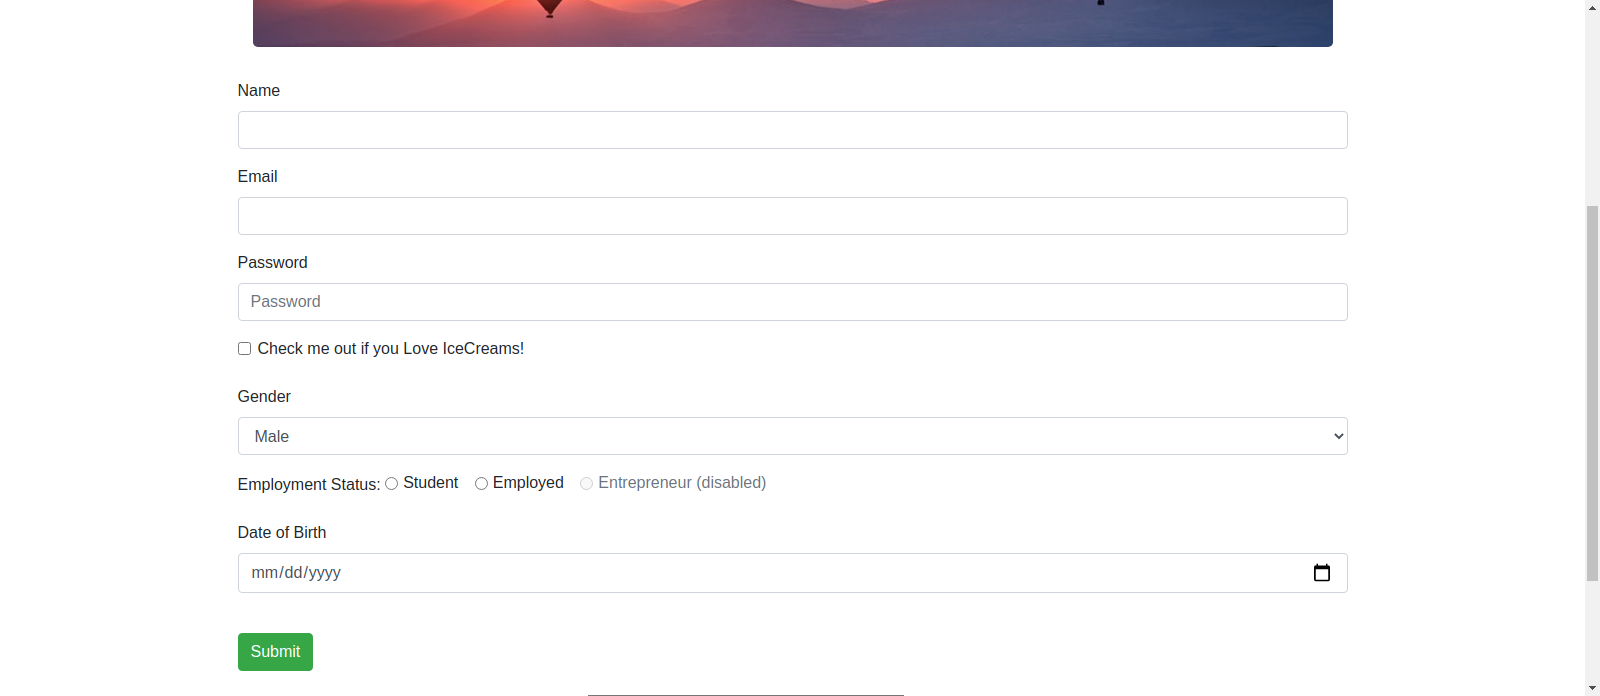 Name
Email
Password
Password
Check me out if you Love IceCreams!
Gender
Male
Employment Status: Student Employed Entrepreneur (disabled)
Date of Birth
mm/dd/yyyy
Submit